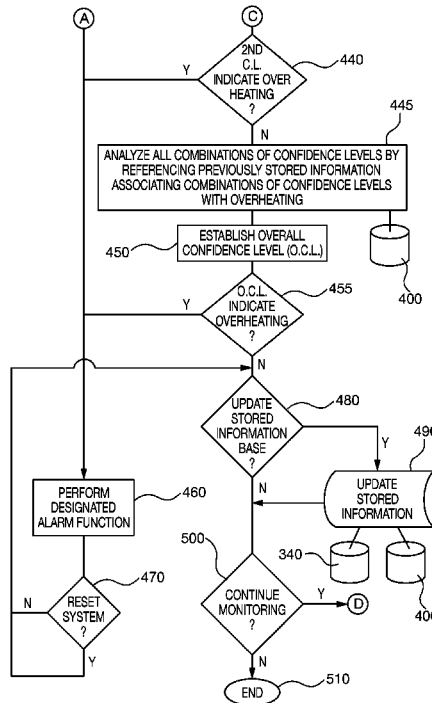 A
C
2ND
C.L.
INDICATE OVER
HEATING
?
440
Y
N
445
ANALYZE ALL COMBINATIONS OF CONFIDENCE LEVELS BY
REFERENCING PREVIOUSLY STORED INFORMATION
ASSOCIATING COMBINATIONS OF CONFIDENCE LEVELS
WITH OVERHEATING
450
ESTABLISH OVERALL
CONFIDENCE LEVEL (O.C.L.)
400
O.C.L.
INDICATE
OVERHEATING
?
455
Y
N
UPDATE
STORED
INFORMATION
BASE
?
480
Y
N
490
UPDATE
STORED
INFORMATION
340
400
PERFORM
DESIGNATED
ALARM FUNCTION
460
470
RESET
SYSTEM
?
N
Y
500
CONTINUE
MONITORING
?
Y
D
N
END
510